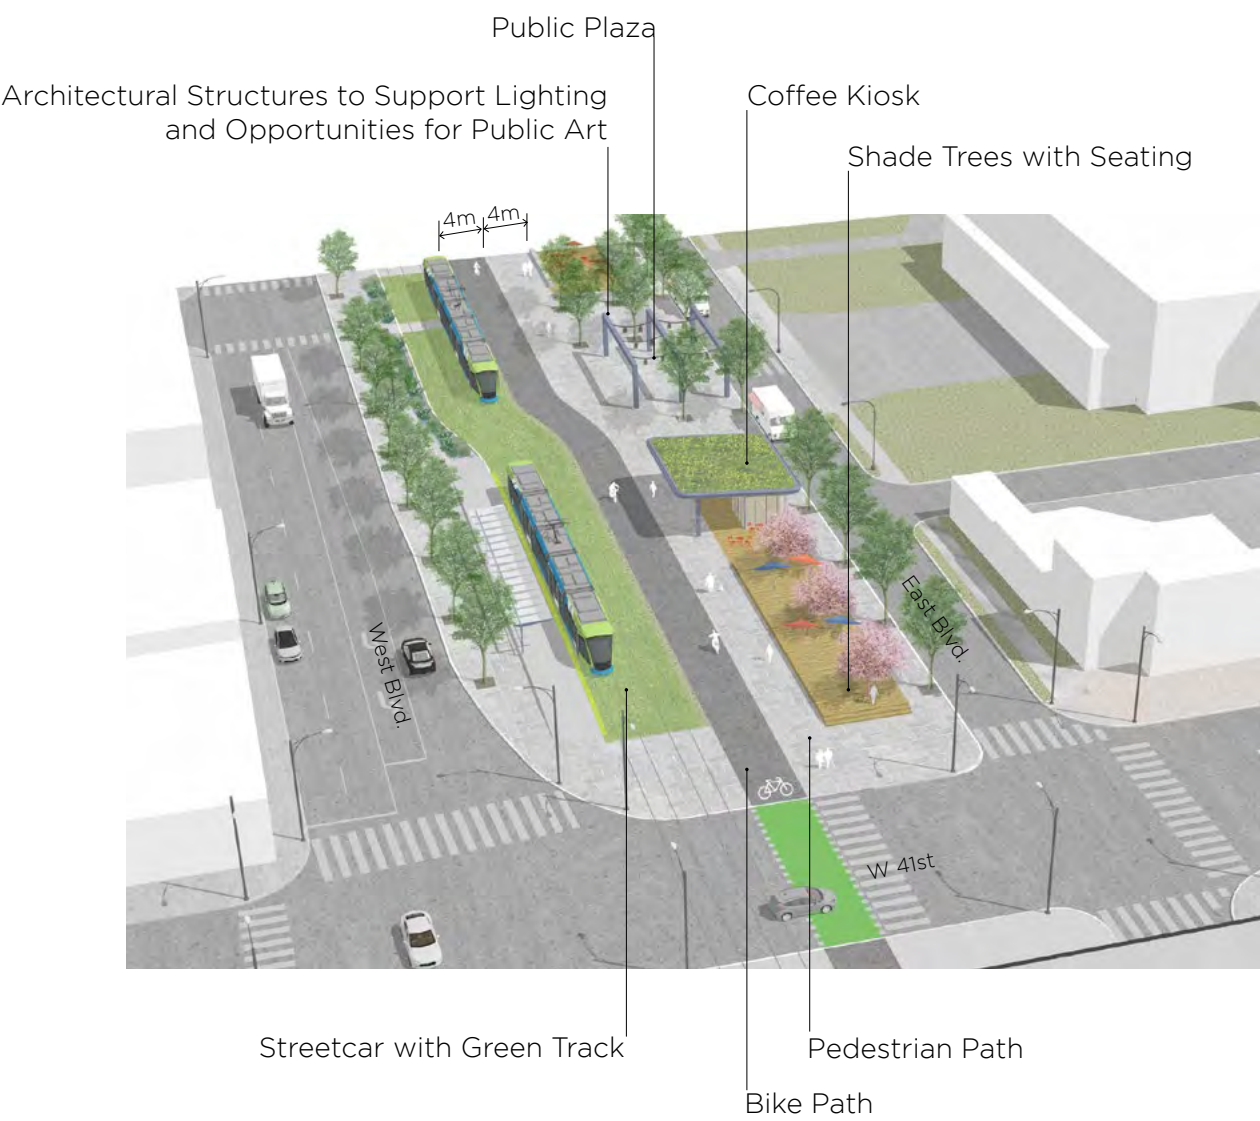 Public Plaza
Architectural Structures to Support Lighting
and Opportunities for Public Art
Coffee Kiosk
Shade Trees with Seating
4m
4m
East Blvd.
West Blvd.
W 41st
Streetcar with Green Track
Pedestrian Path
Bike Path